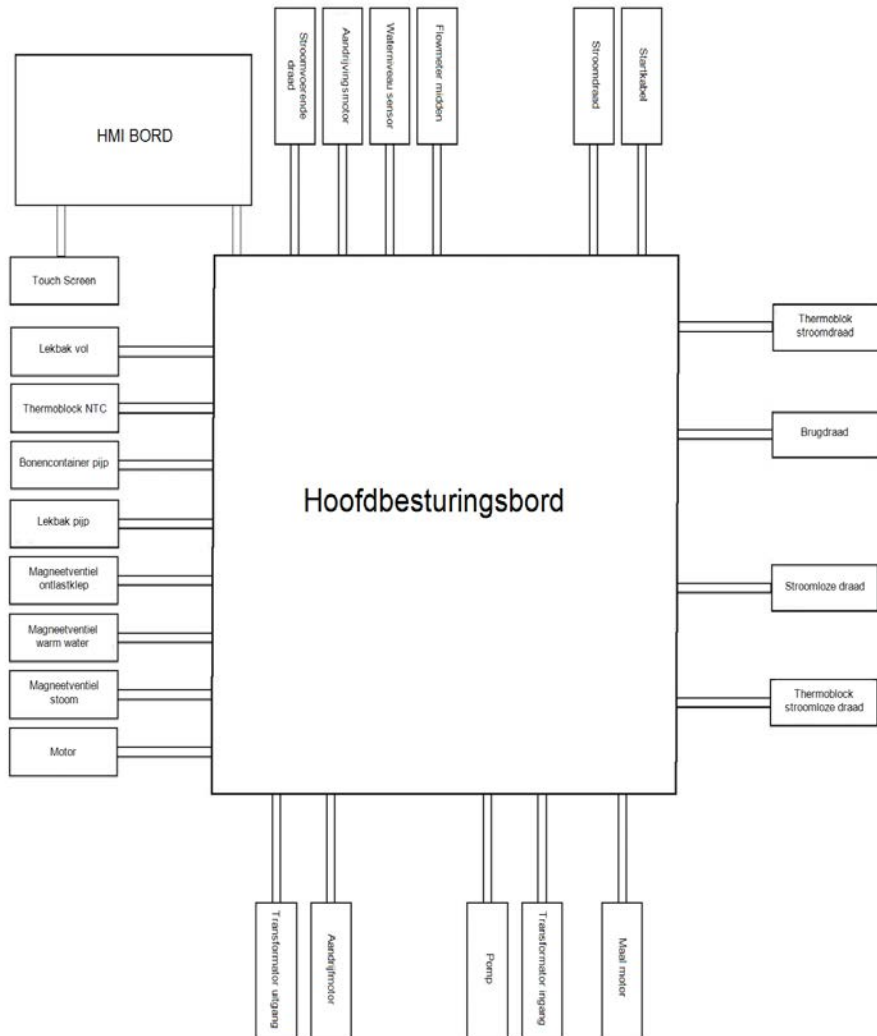 HMI BORD
Stroomvoerende
draad
Aandrijvingsmotor
Waterniveau sensor
Flowmeter midden
Stroomdraad
Startkabel
Touch Screen
Lekbak vol
Thermoblock NTC
Bonencontainer pijp
Lekbak pijp
Magneetventiel
ontlastklep
Magneetventiel
warm water
Magneetventiel
stoom
Motor
Hoofdbesturingsbord
Thermoblok
stroomdraad
Brugdraad
Stroomloze draad
Thermoblock
stroomloze draad
Transformator uitgang
Aandrijfmotor
Pomp
Transformator ingang
Maal motor